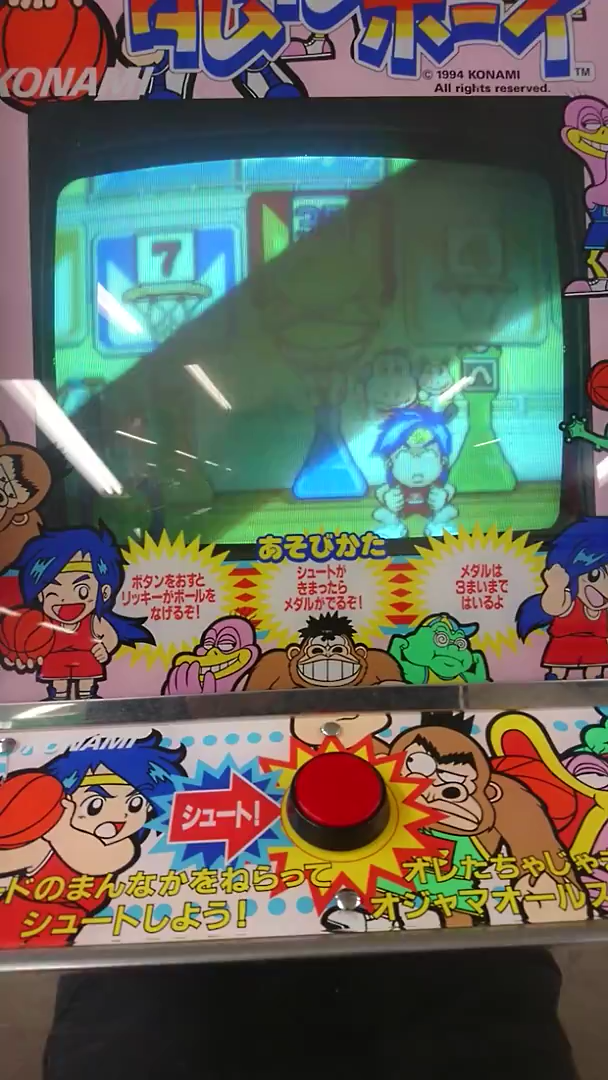 KONAMI
© 1994 KONAMI
All rights reserved.
TM
7
あそびかた
ボタンをおすと
リッキーがボールを
なげるぞ!
シュートが
きまったら
メダルがでるぞ!
メダルは
3まいまで
はいるよ
KONAMI
シュート!
ドのまんなかをねらって
シュートしよう!
オレたちゃじゃ
オジャマオール